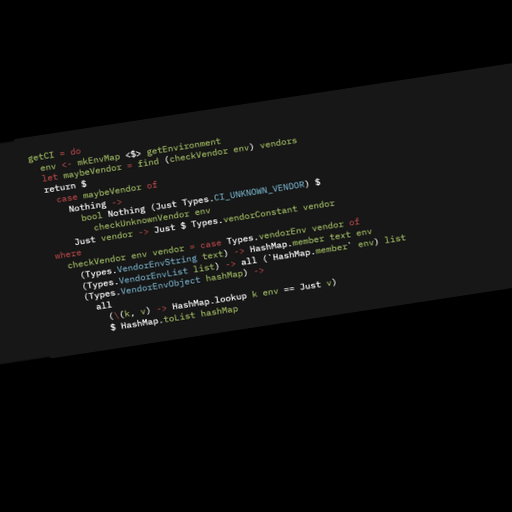 getCI = do
env <- mkEnvMap <$> getEnvironment
let maybeVendor = find (checkVendor env) vendors
return $
case maybeVendor of
Nothing ->
bool Nothing (Just Types.CI_UNKNOWN_VENDOR) $
checkUnknownVendor env
Just vendor -> Just $ Types.vendorConstant vendor
where
checkVendor env vendor = case Types.vendorEnv vendor of
(Types.VendorEnvString text) -> HashMap.member text env
(Types.VendorEnvList list) -> all (`HashMap.member` env) list
(Types.VendorEnvObject hashMap) ->
all
(\(k, v) -> HashMap.lookup k env == Just v)
$ HashMap.toList hashMap